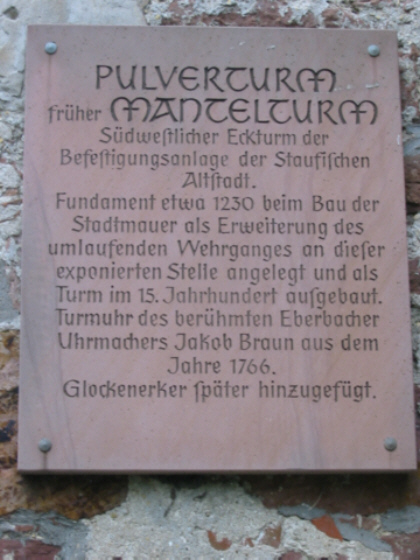 PULVERTURM
früher MANTELTURM
Südweſtlicher Eckturm der
Befeſtigungsanlage der Staufiſchen
Altſtadt.
Fundament etwa 1230 beim Bau der
Stadtmauer als Erweiterung des
umlaufenden Wehrganges an dieſer
exponierten Stelle angelegt und als
Turm im 15. Jahrhundert ausgebaut.
Turmuhr des berühmten Eberbacher
Uhrmachers Jakob Braun aus dem
Jahre 1766.
Glockenerker ſpäter hinzugefügt.